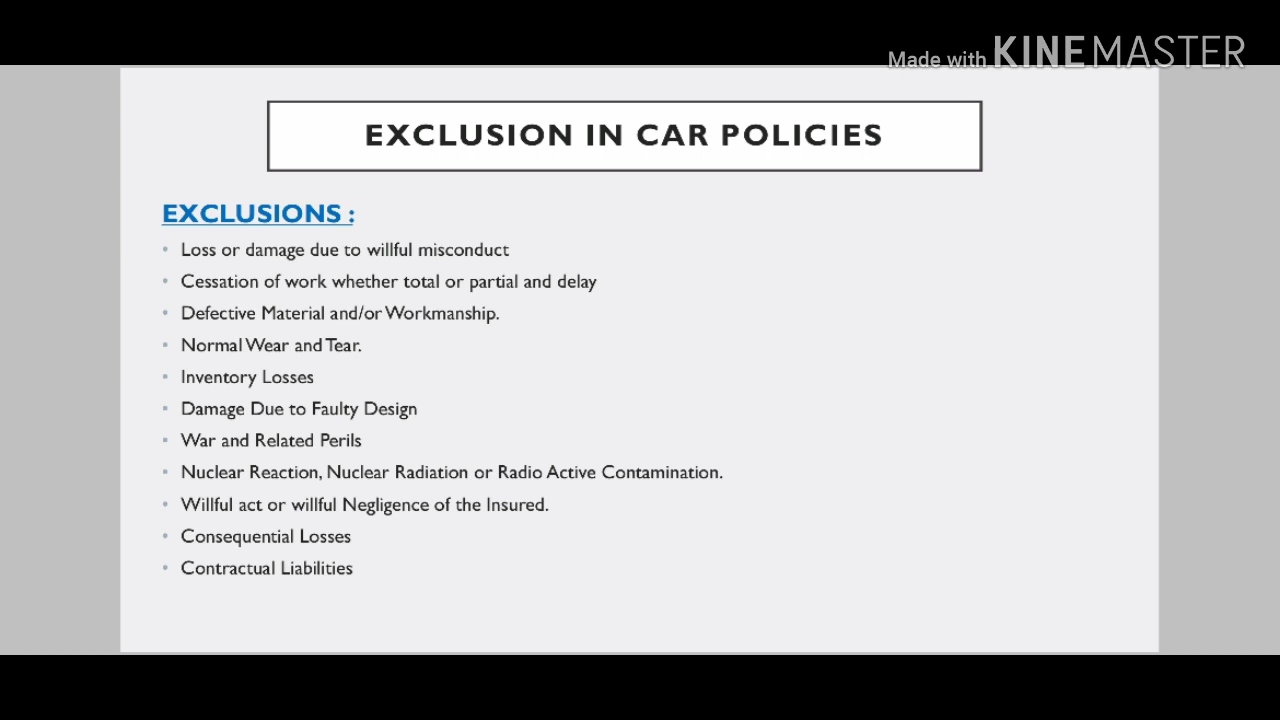 Made with KINEMASTER
EXCLUSION IN CAR POLICIES
EXCLUSIONS :
• Loss or damage due to willful misconduct
• Cessation of work whether total or partial and delay
• Defective Material and/or Workmanship.
• Normal Wear and Tear.
• Inventory Losses
• Damage Due to Faulty Design
• War and Related Perils
• Nuclear Reaction, Nuclear Radiation or Radio Active Contamination.
• Willful act or willful Negligence of the Insured.
• Consequential Losses
• Contractual Liabilities